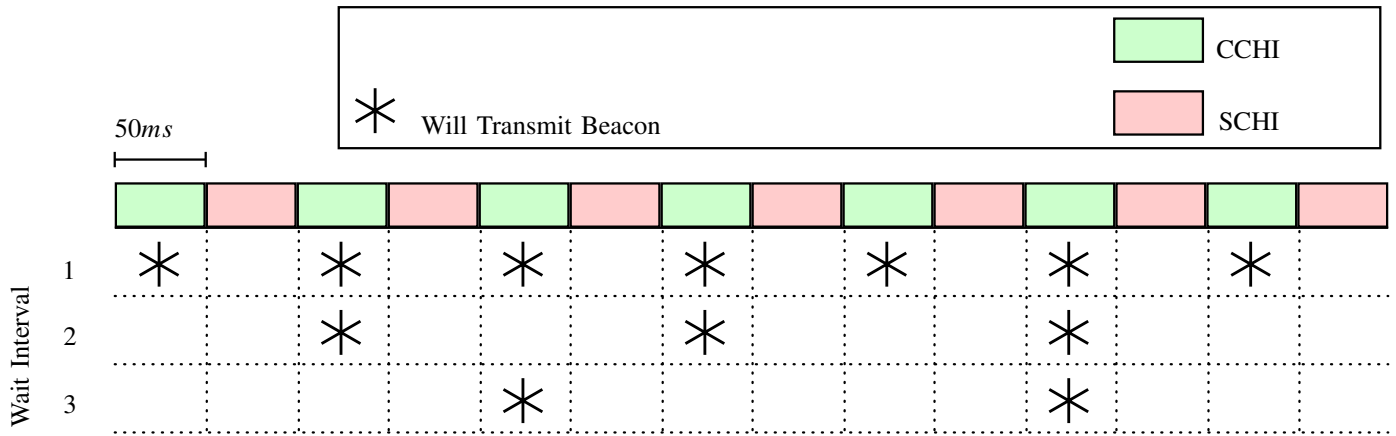 CCHI
Will Transmit Beacon
SCHI
50ms
1
2
3
Wait Interval